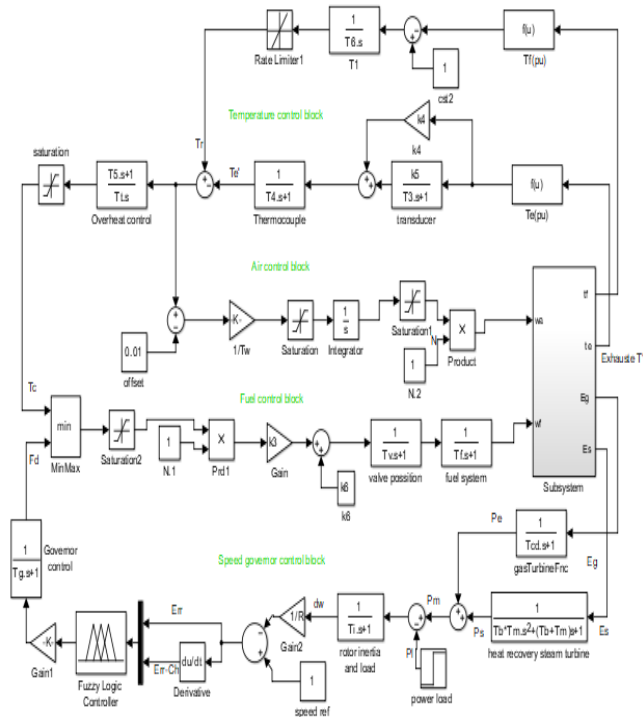 1
T6.s
T1
Rate Limiter1
1
cst2
f(u)
Tf(pu)
Tr
Temperature control block
k4
k4
saturation
T5.s+1
Tt.s
Overheat control
Te'
1
T4.s+1
Thermocouple
k5
T3.s+1
transducer
f(u)
Te(pu)
Air control block
0.01
offset
-K-
1/Tw
Saturation
1
s
Integrator
Saturation1
N
1
N.2
×
Product
wa
wf
tf
te
Eg
Es
Subsystem
Exhauste T°
Tc
Fd
min
MinMax
Saturation2
Fuel control block
1
N.1
×
Prd1
k3
Gain
k6
k6
1
Tv.s+1
valve possition
1
Tf.s+1
fuel system
1
Tg.s+1
Governor control
Speed governor control block
Pe
1
Tcd.s+1
gasTurbineFnc
Eg
-K-
Gain1
Fuzzy Logic Controller
Err
Err-Ch
du/dt
Derivative
1/R
Gain2
dw
1
speed ref
1
Ti.s+1
rotor inertia and load
Pm
Pl
power load
Ps
1
Tb*Tm.s²+(Tb+Tm)s+1
heat recovery steam turbine
Es